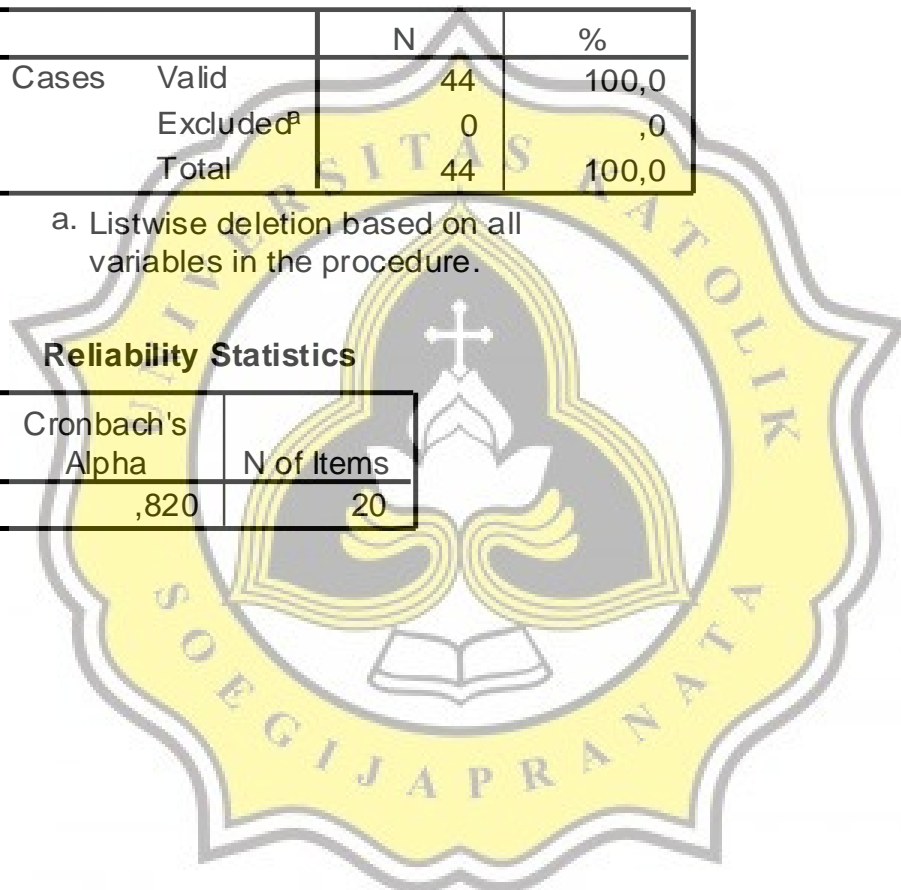 N %
Cases Valid 44 100,0
Excludedᵃ 0 ,0
Total 44 100,0
a. Listwise deletion based on all
variables in the procedure.
Reliability Statistics
Cronbach's
Alpha N of Items
,820 20
UNIVERSITAS KATOLIK
SOEGIJAPRANATA